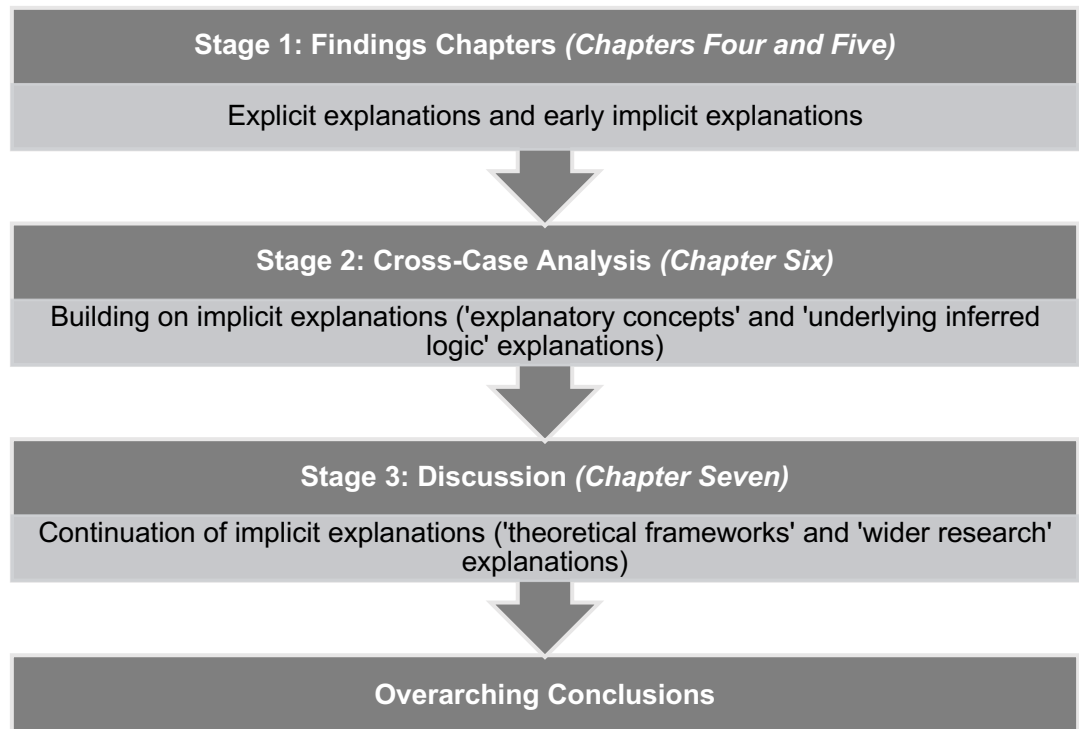 Stage 1: Findings Chapters (Chapters Four and Five)
Explicit explanations and early implicit explanations
Stage 2: Cross-Case Analysis (Chapter Six)
Building on implicit explanations ('explanatory concepts' and 'underlying inferred
logic' explanations)
Stage 3: Discussion (Chapter Seven)
Continuation of implicit explanations ('theoretical frameworks' and 'wider research'
explanations)
Overarching Conclusions